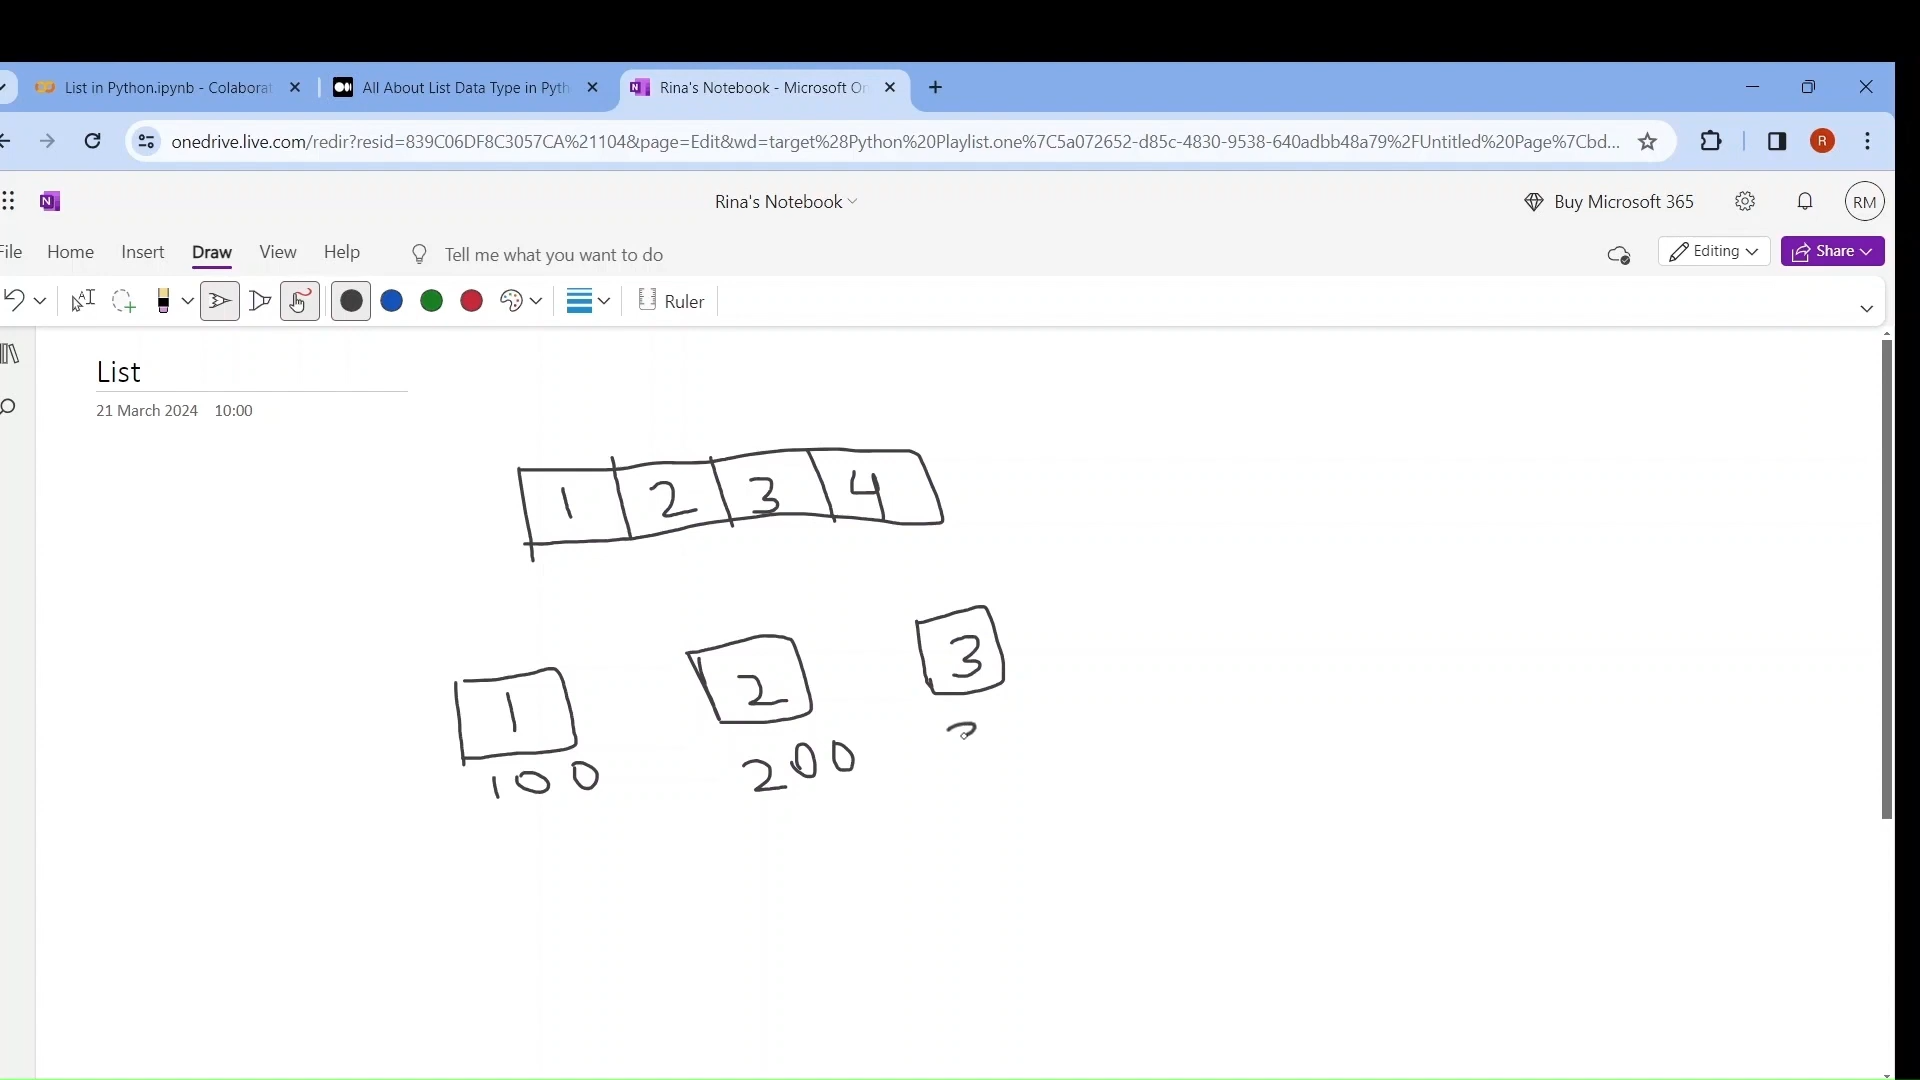 List in Python.ipynb - Colaborat
All About List Data Type in Pyth
Rina's Notebook - Microsoft On
onedrive.live.com/redir?resid=839C06DF8C3057CA%21104&page=Edit&wd=target%28Python%20Playlist.one%7C5a072652-d85c-4830-9538-640adbb48a79%2FUntitled%20Page%7Cbd...
R
N
Rina's Notebook
Buy Microsoft 365
RM
File Home Insert Draw View Help Tell me what you want to do
Editing
Share
Ruler
List
21 March 2024 10:00
1 2 3 4
1 2 3
100 200